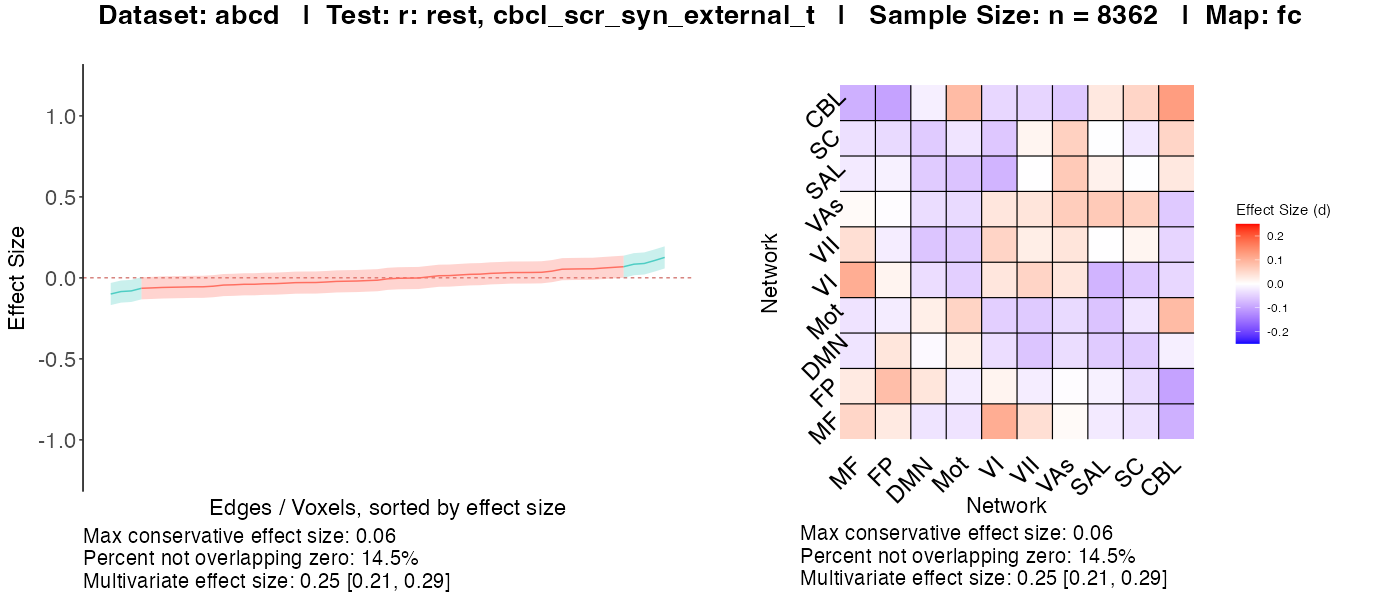 Dataset: abcd | Test: r: rest, cbcl_scr_syn_external_t | Sample Size: n = 8362 | Map: fc
Effect Size
1.0
0.5
0.0
-0.5
-1.0
Edges / Voxels, sorted by effect size
Max conservative effect size: 0.06
Percent not overlapping zero: 14.5%
Multivariate effect size: 0.25 [0.21, 0.29]
Network
CBL
SC
SAL
VAs
VII
VI
Mot
DMN
FP
MF
MF FP DMN Mot VI VII VAs SAL SC CBL
Network
Max conservative effect size: 0.06
Percent not overlapping zero: 14.5%
Multivariate effect size: 0.25 [0.21, 0.29]
Effect Size (d)
0.2
0.1
0.0
-0.1
-0.2